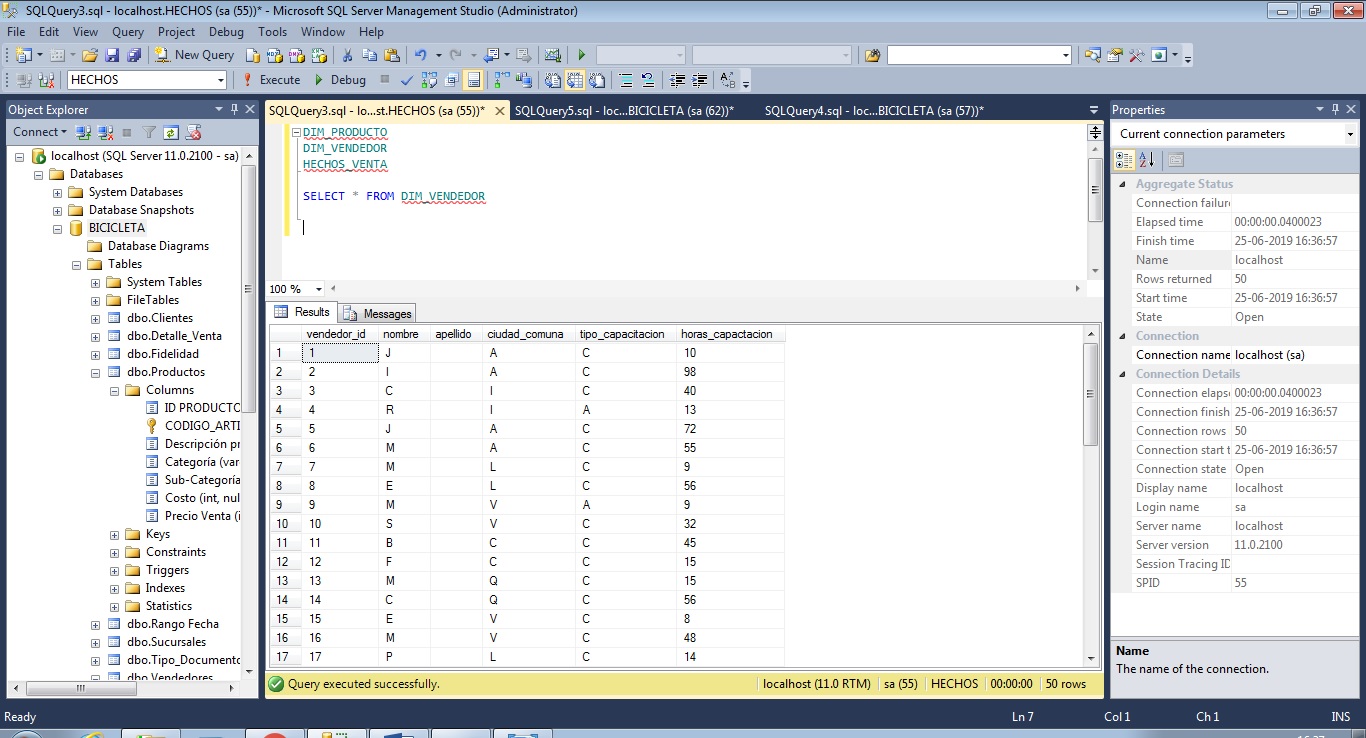 SQLQuery3.sql - localhost.HECHOS (sa (55))* - Microsoft SQL Server Management Studio (Administrator)
File Edit View Query Project Debug Tools Window Help
New Query
HECHOS Execute Debug
Object Explorer
Connect
localhost (SQL Server 11.0.2100 - sa)
Databases
System Databases
Database Snapshots
BICICLETA
Database Diagrams
Tables
System Tables
FileTables
dbo.Clientes
dbo.Detalle_Venta
dbo.Fidelidad
dbo.Productos
Columns
ID PRODUCTO
CODIGO_ARTI
Descripción pr
Categoría (var
Sub-Categoría
Costo (int, nul
Precio Venta (i
Keys
Constraints
Triggers
Indexes
Statistics
dbo.Rango Fecha
dbo.Sucursales
dbo.Tipo_Documento
dbo.Vendedores
SQLQuery3.sql - lo...st.HECHOS (sa (55))* SQLQuery5.sql - loc...BICICLETA (sa (62))* SQLQuery4.sql - loc...BICICLETA (sa (57))*
DIM_PRODUCTO
DIM_VENDEDOR
HECHOS_VENTA
SELECT * FROM DIM_VENDEDOR
100 %
Results Messages
vendedor_id nombre apellido ciudad_comuna tipo_capacitacion horas_capactacion
1 1 J A C 10
2 2 I A C 98
3 3 C I C 40
4 4 R I A 13
5 5 J A C 72
6 6 M A C 55
7 7 M L C 9
8 8 E L C 56
9 9 M V A 9
10 10 S V C 32
11 11 B C C 45
12 12 F C C 15
13 13 M Q C 15
14 14 C Q C 56
15 15 E V C 8
16 16 M V C 48
17 17 P L C 14
Query executed successfully. localhost (11.0 RTM) sa (55) HECHOS 00:00:00 50 rows
Properties
Current connection parameters
Aggregate Status
Connection failure
Elapsed time 00:00:00.0400023
Finish time 25-06-2019 16:36:57
Name localhost
Rows returned 50
Start time 25-06-2019 16:36:57
State Open
Connection
Connection name localhost (sa)
Connection Details
Connection elapse 00:00:00.0400023
Connection finish 25-06-2019 16:36:57
Connection rows 50
Connection start t 25-06-2019 16:36:57
Connection state Open
Display name localhost
Login name sa
Server name localhost
Server version 11.0.2100
Session Tracing ID
SPID 55
Name
The name of the connection.
Ready Ln 7 Col 1 Ch 1 INS